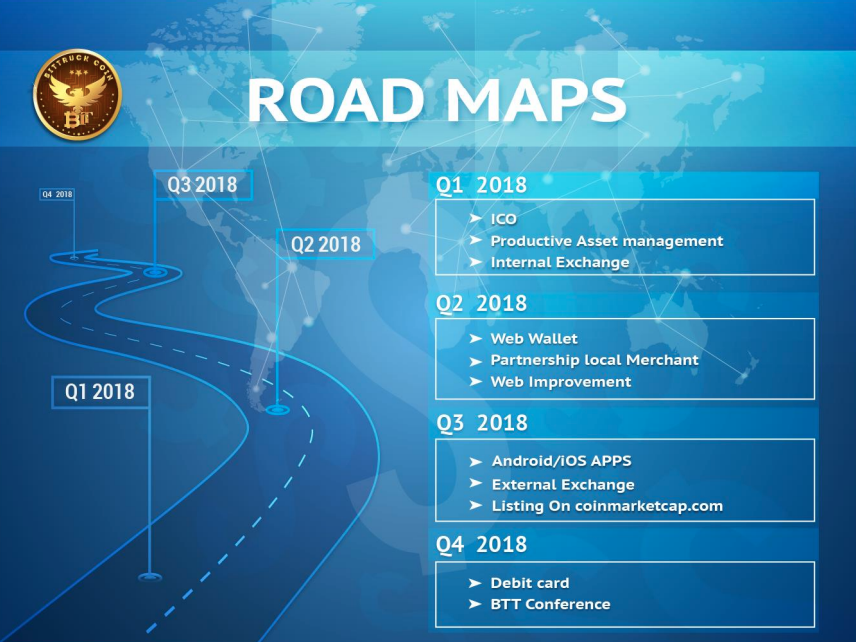 BITTRUCK COIN
BTT
ROAD MAPS
Q4 2018
Q3 2018
Q2 2018
Q1 2018
Q1 2018
➤ ICO
➤ Productive Asset management
➤ Internal Exchange
Q2 2018
➤ Web Wallet
➤ Partnership local Merchant
➤ Web Improvement
Q3 2018
➤ Android/iOS APPS
➤ External Exchange
➤ Listing On coinmarketcap.com
Q4 2018
➤ Debit card
➤ BTT Conference